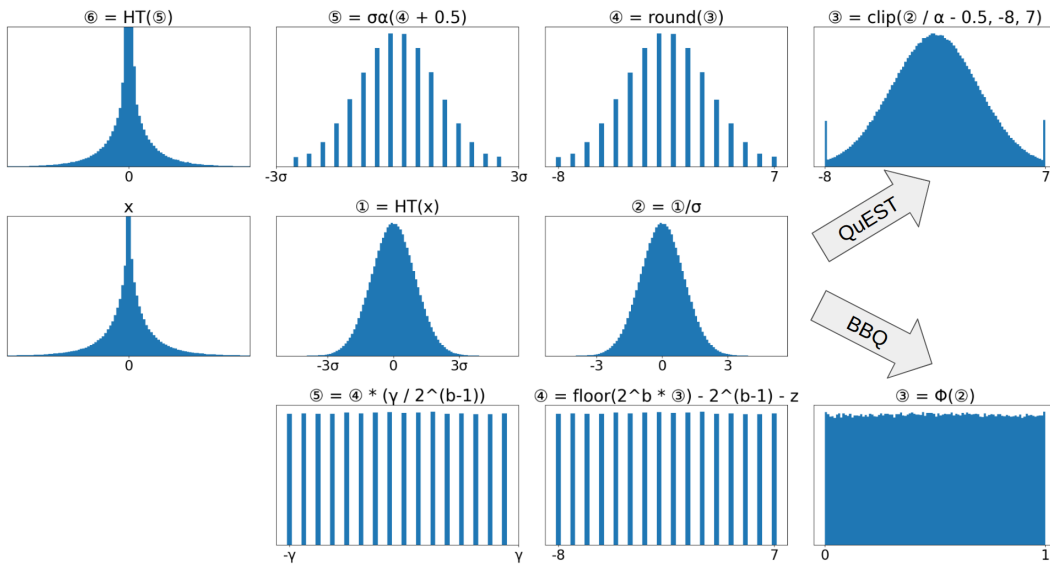 ⑥ = HT(⑤)
⑤ = σα(④ + 0.5)
④ = round(③)
③ = clip(② / α - 0.5, -8, 7)
0
-3σ
3σ
-8
7
-8
7
x
① = HT(x)
② = ①/σ
QuEST
0
-3σ
0
3σ
-3
0
3
BBQ
⑤ = ④ * (γ / 2^(b-1))
④ = floor(2^b * ③) - 2^(b-1) - z
③ = Φ(②)
-γ
γ
-8
7
0
1